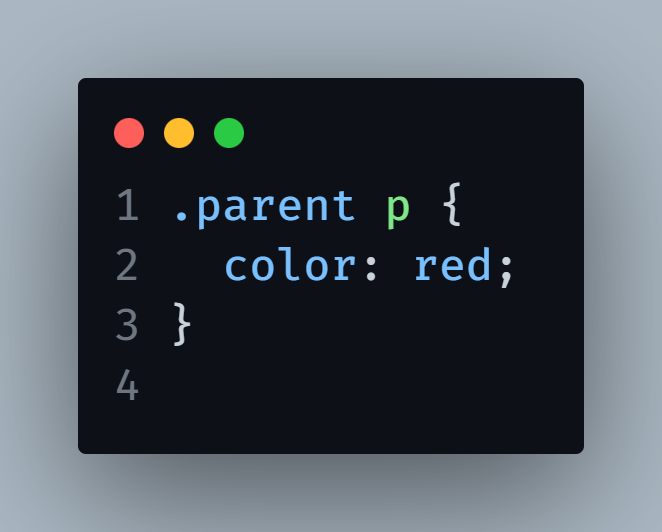 1 .parent p {
2   color: red;
3 }
4